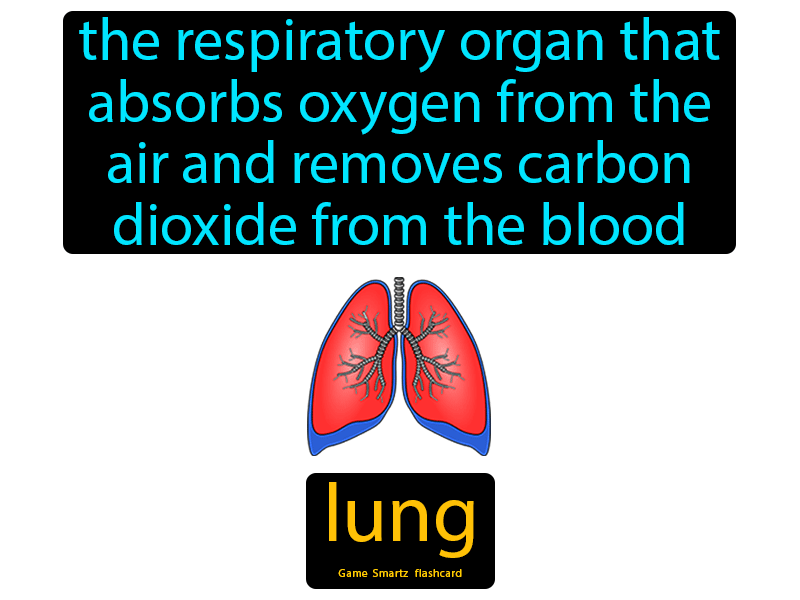 the respiratory organ that
absorbs oxygen from the
air and removes carbon
dioxide from the blood
lung
Game Smartz flashcard